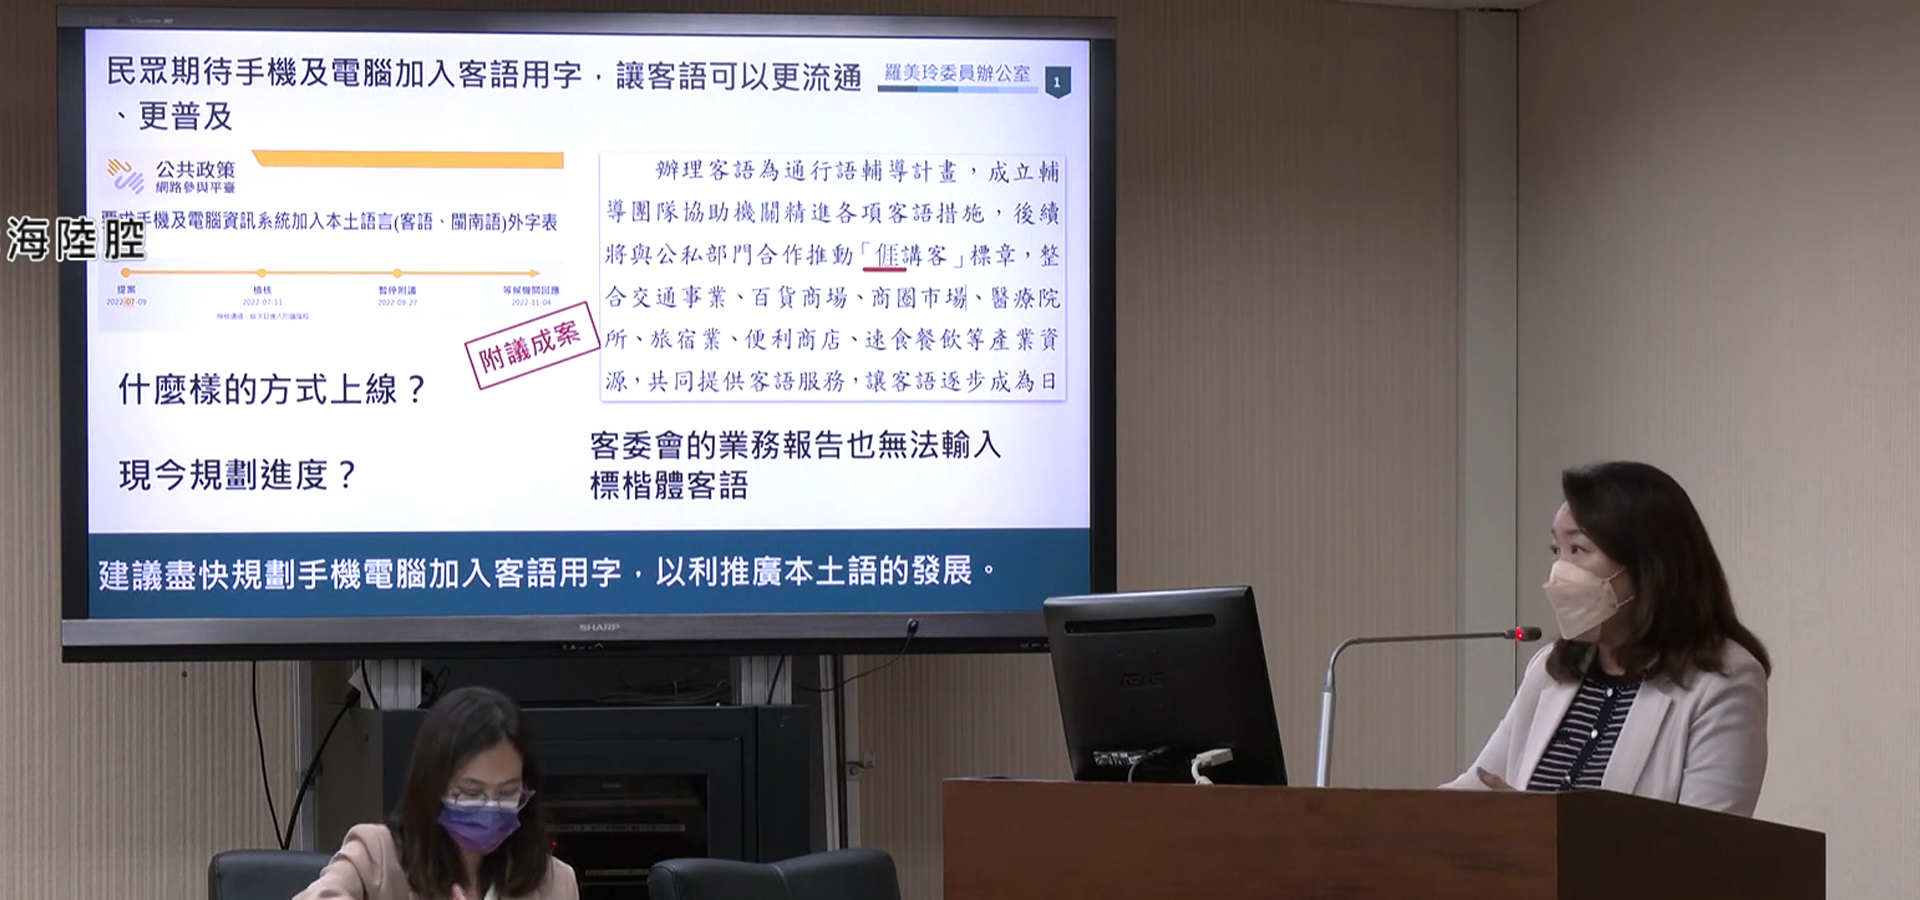 民眾期待手機及電腦加入客語用字，讓客語可以更流通
、更普及
羅美玲委員辦公室
1
公共政策
網路參與平臺
要求手機及電腦資訊系統加入本土語言(客語、閩南語)外字表
海陸腔
提案
檢核
暫停附議
等候機關回應
2022-07-09
2022-07-11
2022-09-27
2022-11-04
附議成案
辦理客語為通行語輔導計畫，成立輔
導團隊協助機關精進各項客語措施，後續
將與公私部門合作推動「𠊎講客」標章，整
合交通事業、百貨商場、商圈市場、醫療院
所、旅宿業、便利商店、速食餐飲等產業資
源，共同提供客語服務，讓客語逐步成為日
什麼樣的方式上線？
現今規劃進度？
客委會的業務報告也無法輸入
標楷體客語
建議盡快規劃手機電腦加入客語用字，以利推廣本土語的發展。
SHARP